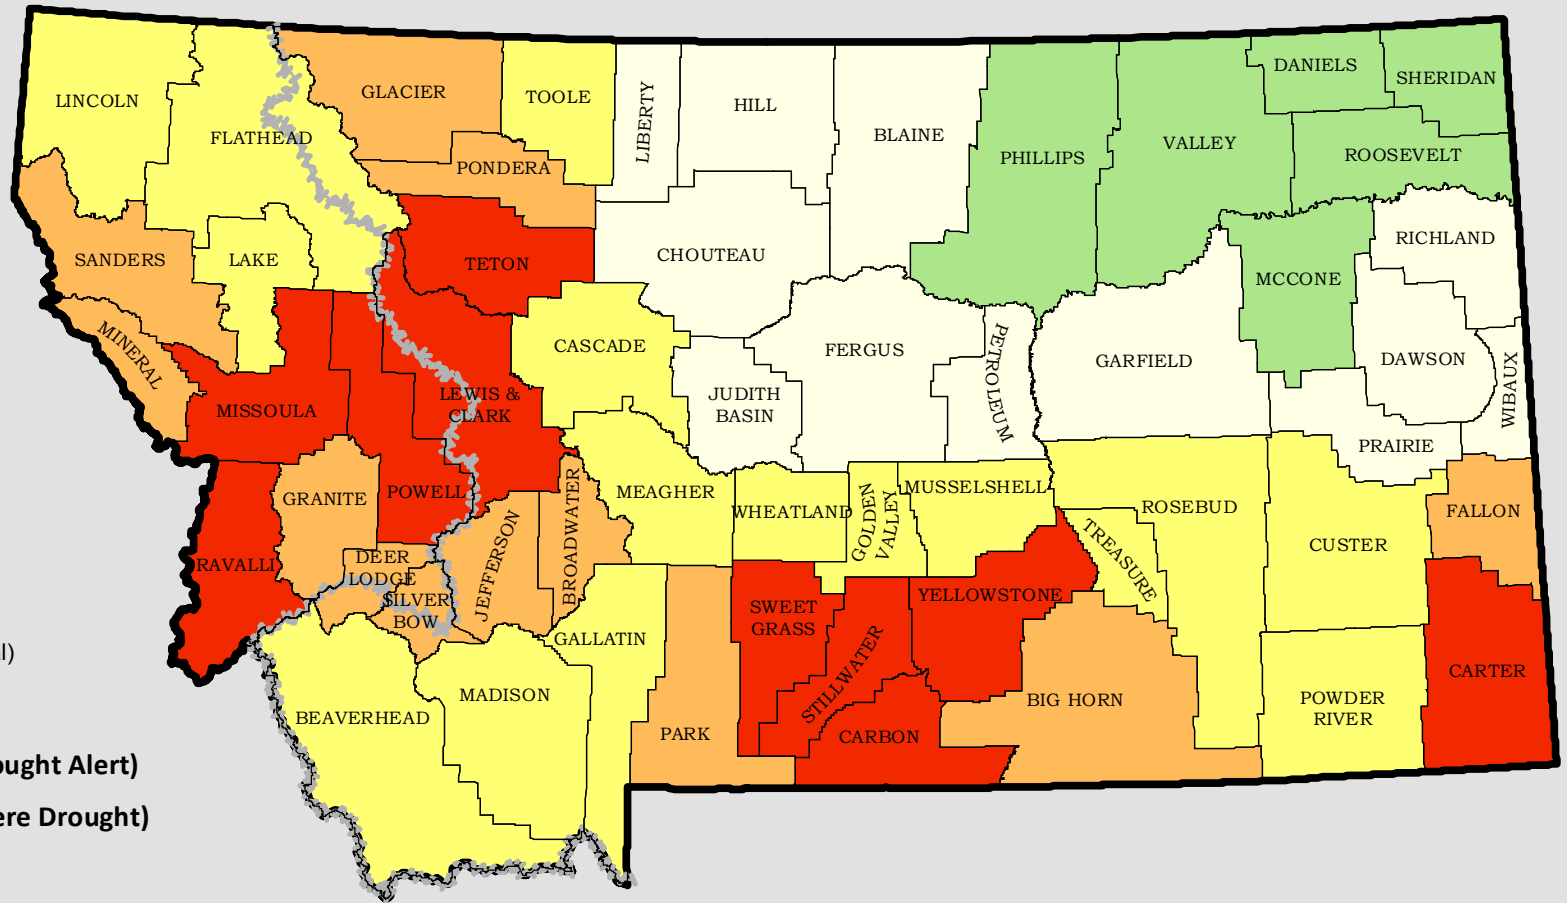 LINCOLN
FLATHEAD
GLACIER
TOOLE
LIBERTY
HILL
BLAINE
PHILLIPS
VALLEY
DANIELS
SHERIDAN
ROOSEVELT
PONDERA
SANDERS
LAKE
TETON
CHOUTEAU
MCCONE
RICHLAND
MINERAL
MISSOULA
LEWIS &
CLARK
CASCADE
JUDITH
BASIN
FERGUS
PETROLEUM
GARFIELD
DAWSON
WIBAUX
PRAIRIE
GRANITE
POWELL
MEAGHER
WHEATLAND
GOLDEN
VALLEY
MUSSELSHELL
ROSEBUD
TREASURE
CUSTER
FALLON
RAVALLI
DEER
LODGE
SILVER
BOW
JEFFERSON
BROADWATER
GALLATIN
SWEET
GRASS
STILLWATER
YELLOWSTONE
BIG HORN
POWDER
RIVER
CARTER
BEAVERHEAD
MADISON
PARK
CARBON
l)
ought Alert)
ere Drought)